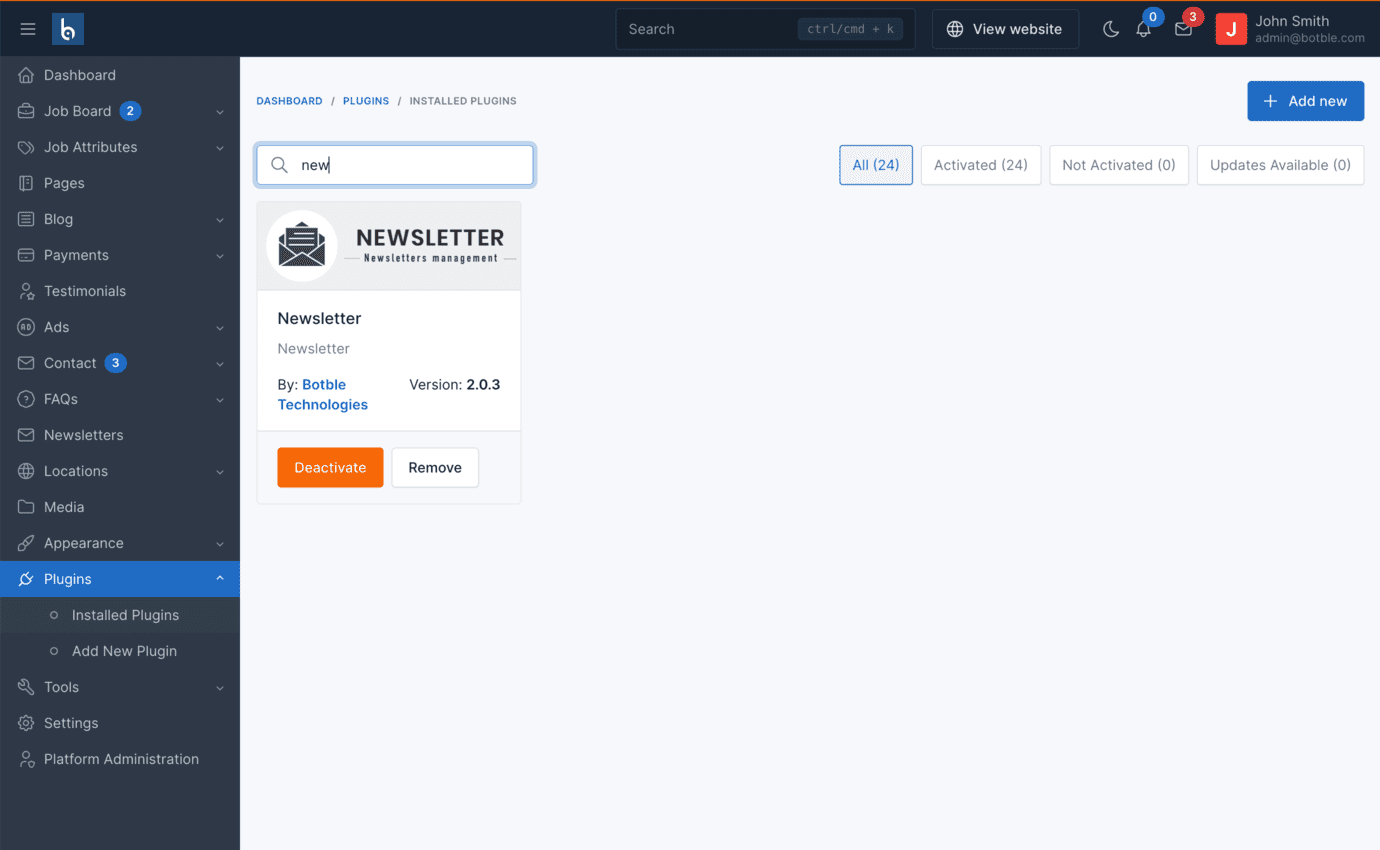 Search ctrl/cmd + k
View website
0
3
J
John Smith
admin@botble.com
Dashboard
Job Board 2
Job Attributes
Pages
Blog
Payments
Testimonials
AD Ads
Contact 3
? FAQs
Newsletters
Locations
Media
Appearance
Plugins
Installed Plugins
Add New Plugin
Tools
Settings
Platform Administration
DASHBOARD / PLUGINS / INSTALLED PLUGINS
Add new
new
All (24)
Activated (24)
Not Activated (0)
Updates Available (0)
NEWSLETTER
Newsletters management
Newsletter
Newsletter
By: Botble
Technologies
Version: 2.0.3
Deactivate
Remove